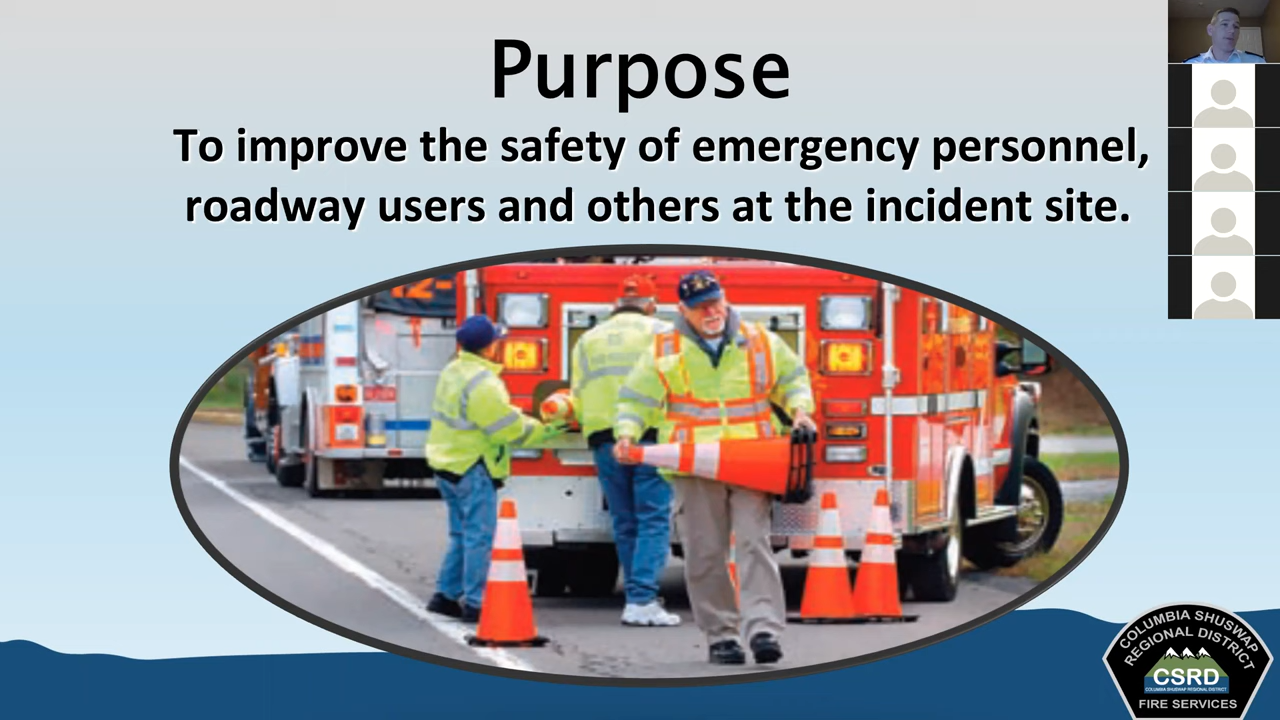 Purpose
To improve the safety of emergency personnel,
roadway users and others at the incident site.
12-
COLUMBIA SHUSWAP
REGIONAL DISTRICT
CSRD
COLUMBIA SHUSWAP REGIONAL DISTRICT
FIRE SERVICES